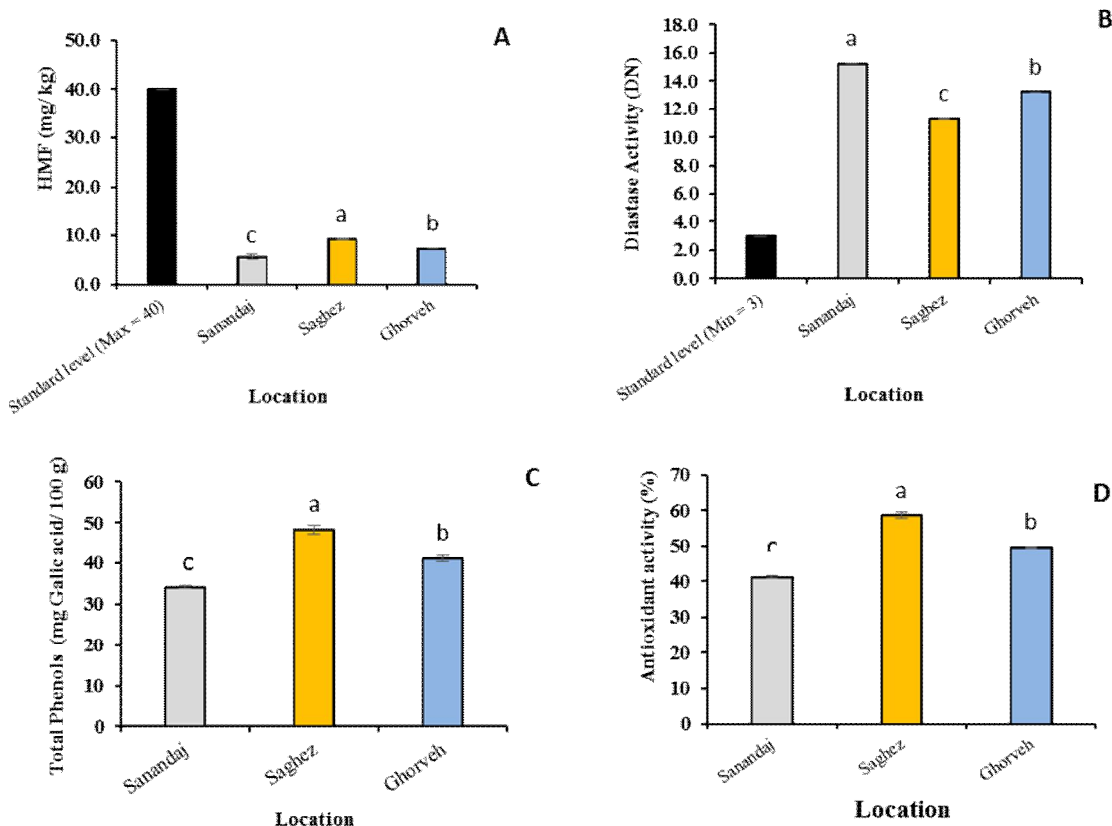 A
HMF (mg/kg)
50.0
40.0
30.0
20.0
10.0
0.0
c
a
b
Standard level (Max = 40)
Sanandaj
Saghez
Ghorveh
Location
B
Diastase Activity (DN)
18.0
16.0
14.0
12.0
10.0
8.0
6.0
4.0
2.0
0.0
a
c
b
Standard level (Min = 3)
Sanandaj
Saghez
Ghorveh
Location
C
Total Phenols (mg Galic acid/100 g)
60
50
40
30
20
10
0
c
a
b
Sanandaj
Saghez
Ghorveh
Location
D
Antioxidant activity (%)
70
60
50
40
30
20
10
0
c
a
b
Sanandaj
Saghez
Ghorveh
Location